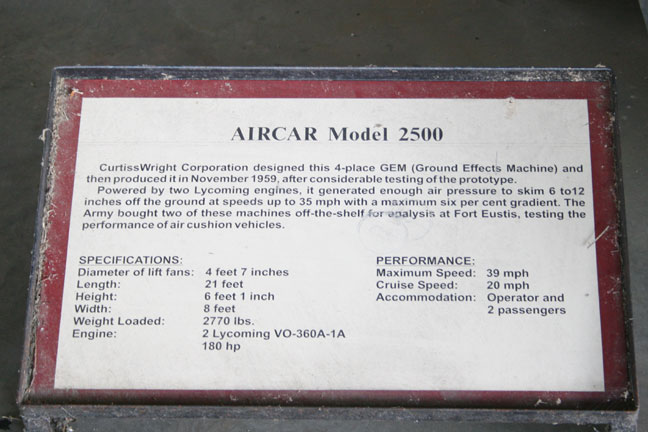 AIRCAR Model 2500
CurtissWright Corporation designed this 4-place GEM (Ground Effects Machine) and
then produced it in November 1959, after considerable testing of the prototype.
Powered by two Lycoming engines, it generated enough air pressure to skim 6 to12
inches off the ground at speeds up to 35 mph with a maximum six per cent gradient. The
Army bought two of these machines off-the-shelf for analysis at Fort Eustis, testing the
performance of air cushion vehicles.
SPECIFICATIONS:
Diameter of lift fans: 4 feet 7 inches
Length: 21 feet
Height: 6 feet 1 inch
Width: 8 feet
Weight Loaded: 2770 lbs.
Engine: 2 Lycoming VO-360A-1A
180 hp
PERFORMANCE:
Maximum Speed: 39 mph
Cruise Speed: 20 mph
Accommodation: Operator and
2 passengers